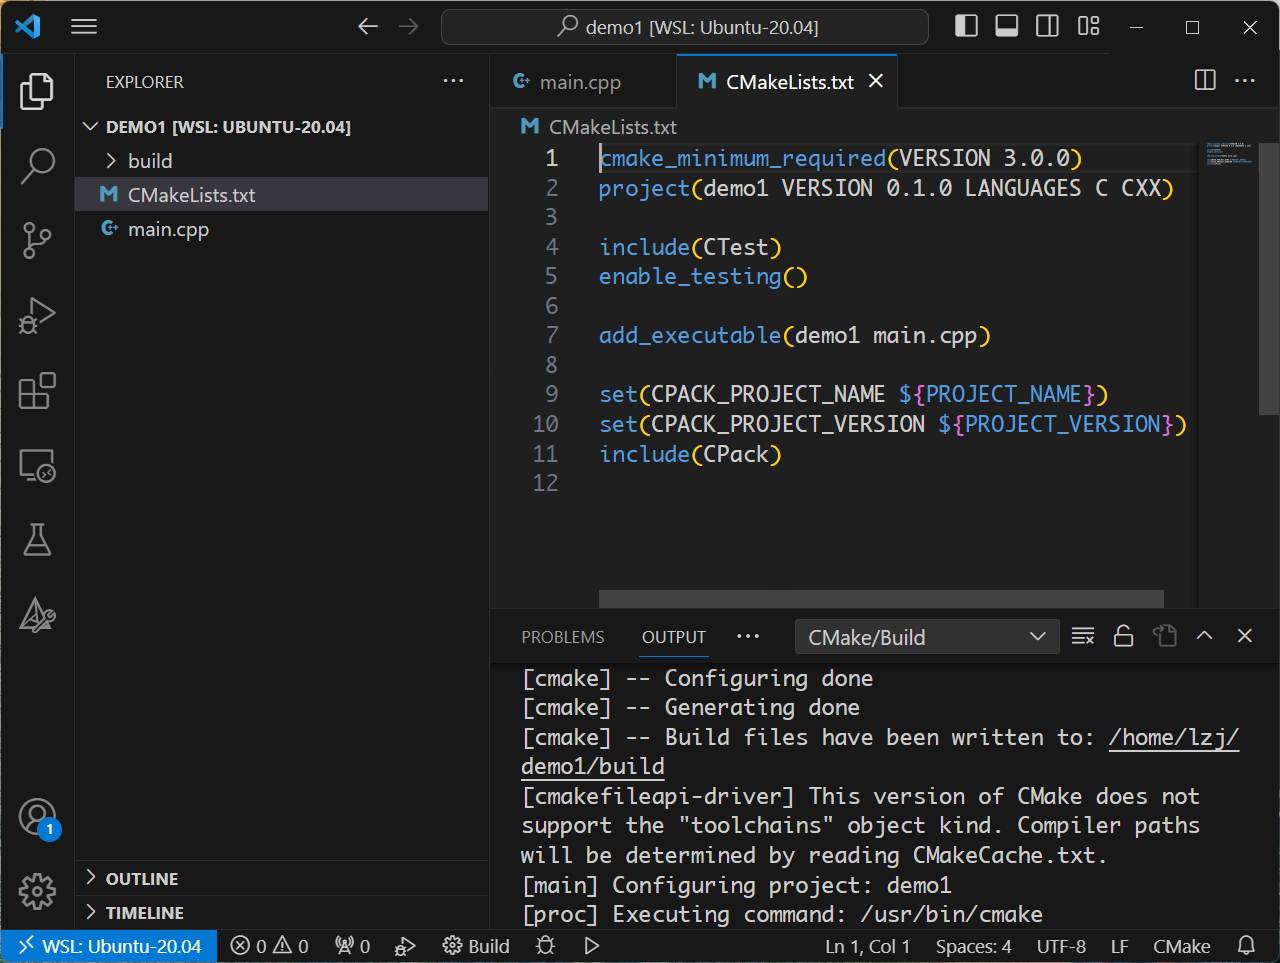 demo1 [WSL: Ubuntu-20.04]
EXPLORER
DEMO1 [WSL: UBUNTU-20.04]
build
CMakeLists.txt
main.cpp
OUTLINE
TIMELINE
main.cpp
CMakeLists.txt
CMakeLists.txt
1 cmake_minimum_required(VERSION 3.0.0)
2 project(demo1 VERSION 0.1.0 LANGUAGES C CXX)
3
4 include(CTest)
5 enable_testing()
6
7 add_executable(demo1 main.cpp)
8
9 set(CPACK_PROJECT_NAME ${PROJECT_NAME})
10 set(CPACK_PROJECT_VERSION ${PROJECT_VERSION})
11 include(CPack)
12
PROBLEMS OUTPUT ··· CMake/Build
[cmake] -- Configuring done
[cmake] -- Generating done
[cmake] -- Build files have been written to: /home/lzj/
demo1/build
[cmakefileapi-driver] This version of CMake does not
support the "toolchains" object kind. Compiler paths
will be determined by reading CMakeCache.txt.
[main] Configuring project: demo1
[proc] Executing command: /usr/bin/cmake
1
WSL: Ubuntu-20.04 0 0 0 Build Ln 1, Col 1 Spaces: 4 UTF-8 LF CMake